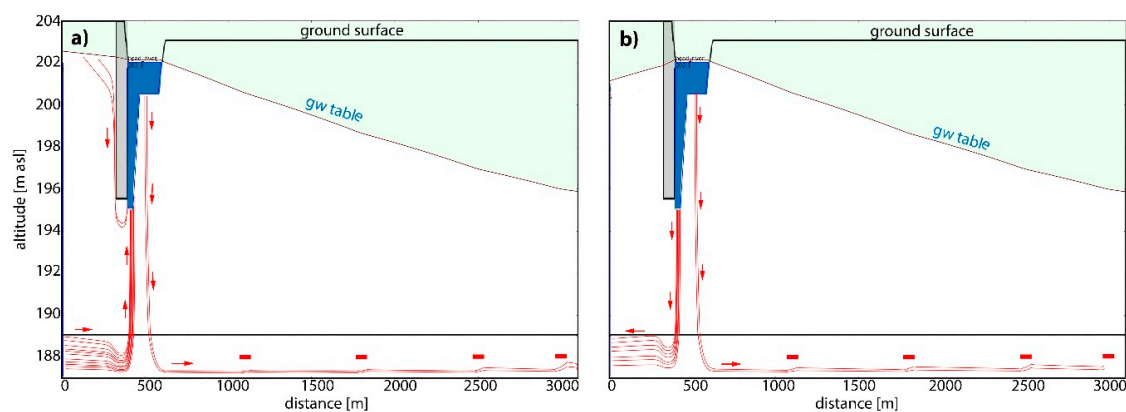 204
a)
ground surface
b)
ground surface
202
200
gw table
gw table
198
196
194
192
190
188
altitude [m asl]
0 500 1000 1500 2000 2500 3000
0 500 1000 1500 2000 2500 3000
distance [m]
distance [m]